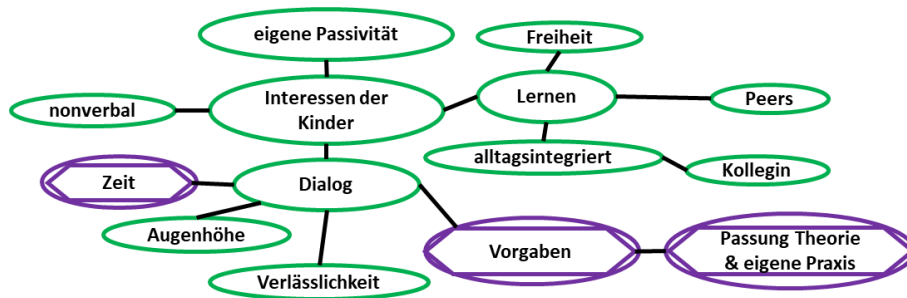 eigene Passivität
Freiheit
nonverbal
Interessen der
Kinder
Lernen
Peers
alltagsintegriert
Kollegin
Zeit
Dialog
Augenhöhe
Vorgaben
Passung Theorie
& eigene Praxis
Verlässlichkeit